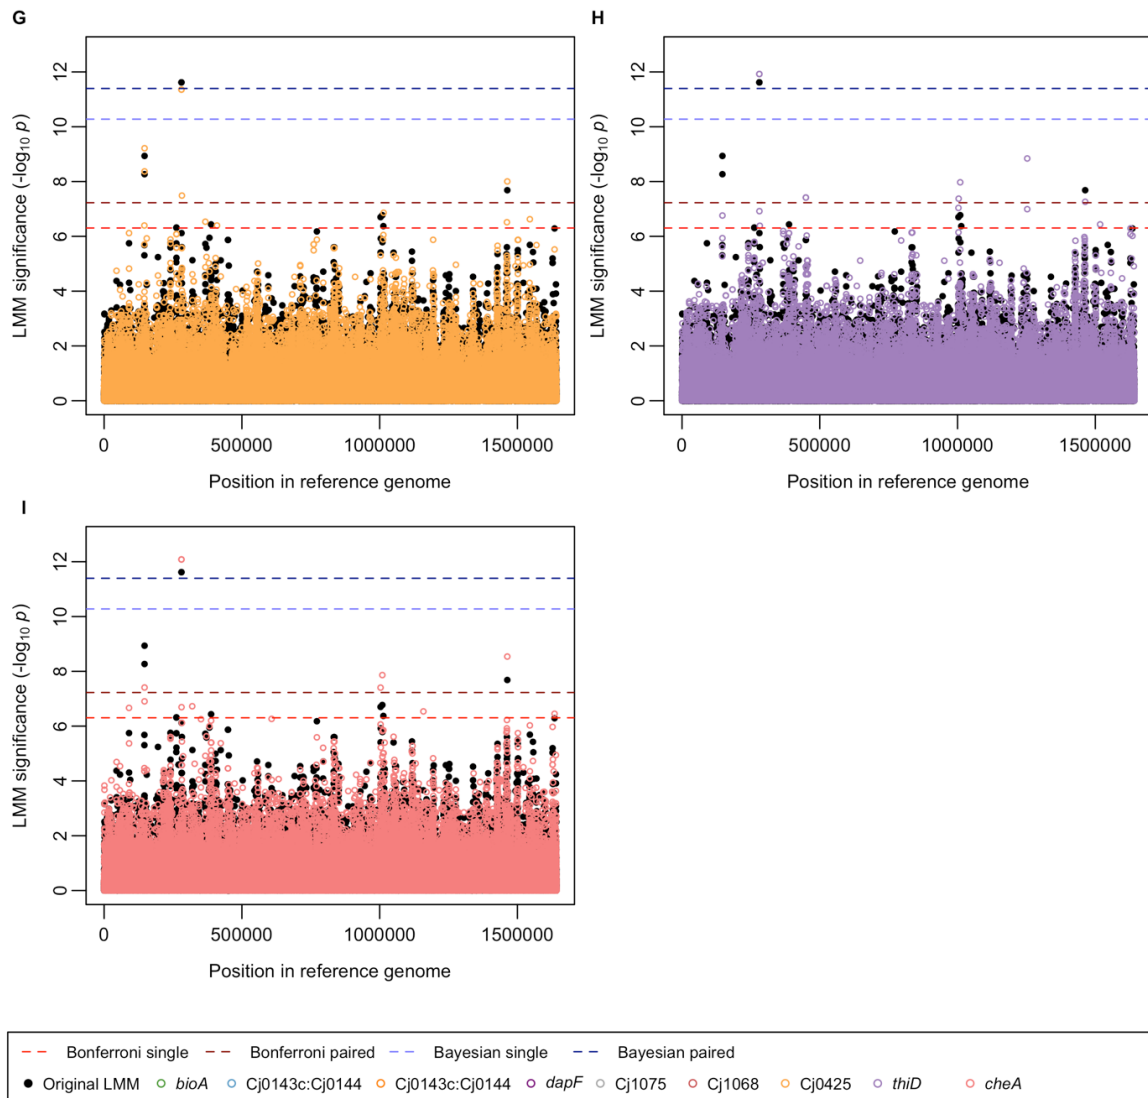 G
H
LMM significance (-log10 p)
0 2 4 6 8 10 12
0 500000 1000000 1500000
Position in reference genome
LMM significance (-log10 p)
0 2 4 6 8 10 12
0 500000 1000000 1500000
Position in reference genome
I
LMM significance (-log10 p)
0 2 4 6 8 10 12
0 500000 1000000 1500000
Position in reference genome
Bonferroni single Bonferroni paired Bayesian single Bayesian paired
Original LMM bioA Cj0143c:Cj0144 Cj0143c:Cj0144 dapF Cj1075 Cj1068 Cj0425 thiD cheA